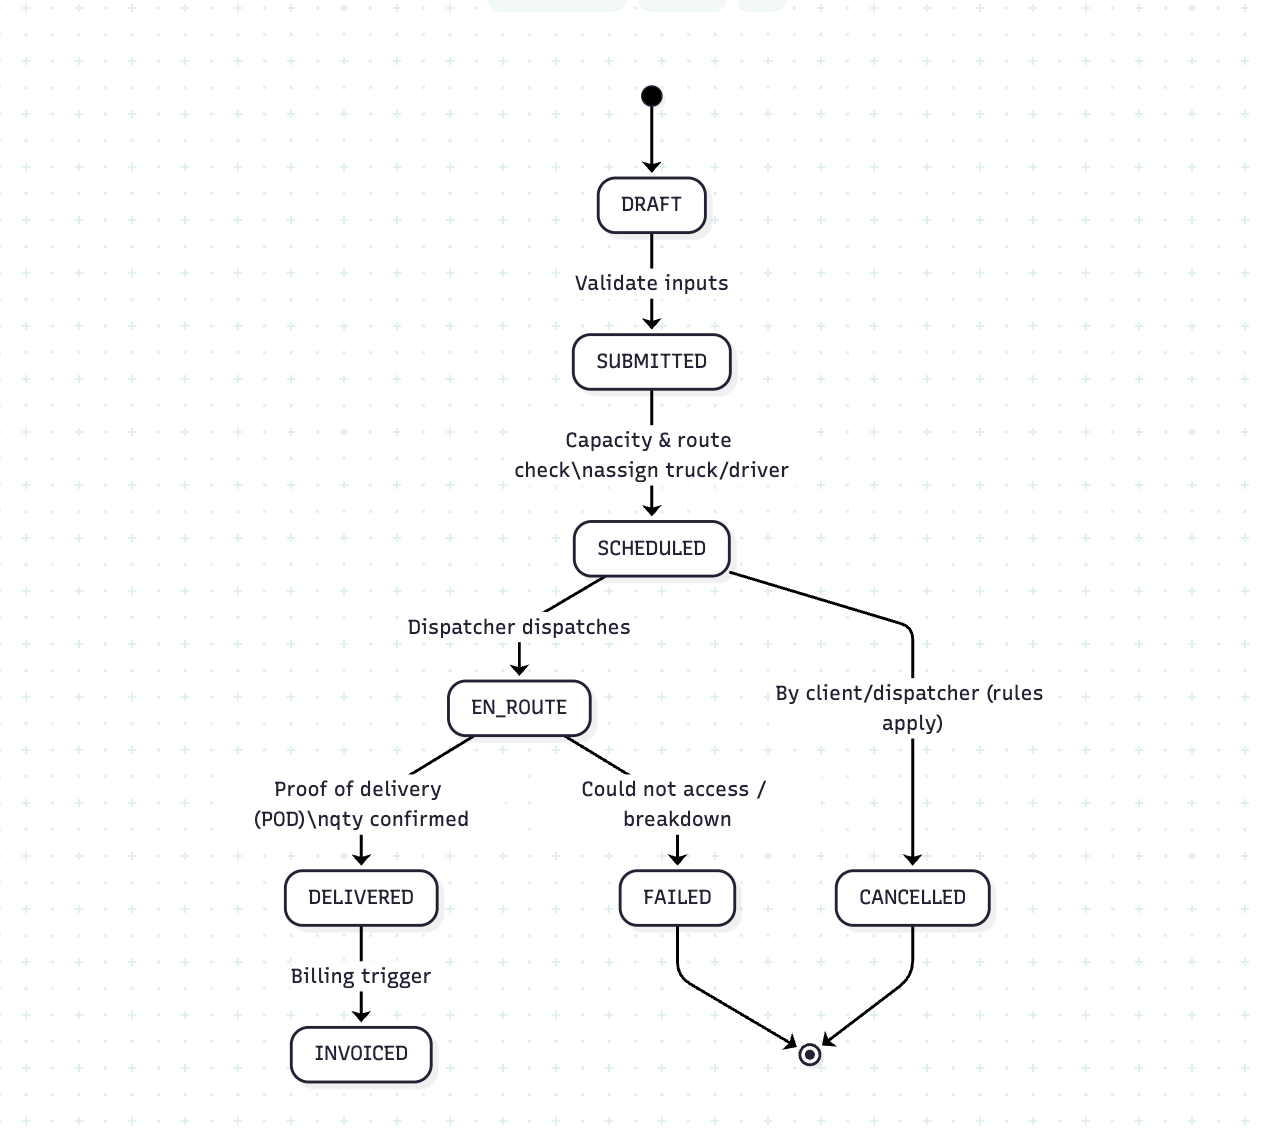 DRAFT
Validate inputs
SUBMITTED
Capacity & route
check\nassign truck/driver
SCHEDULED
Dispatcher dispatches
By client/dispatcher (rules
apply)
EN_ROUTE
Proof of delivery
(POD)\nqty confirmed
Could not access /
breakdown
DELIVERED
FAILED
CANCELLED
Billing trigger
INVOICED